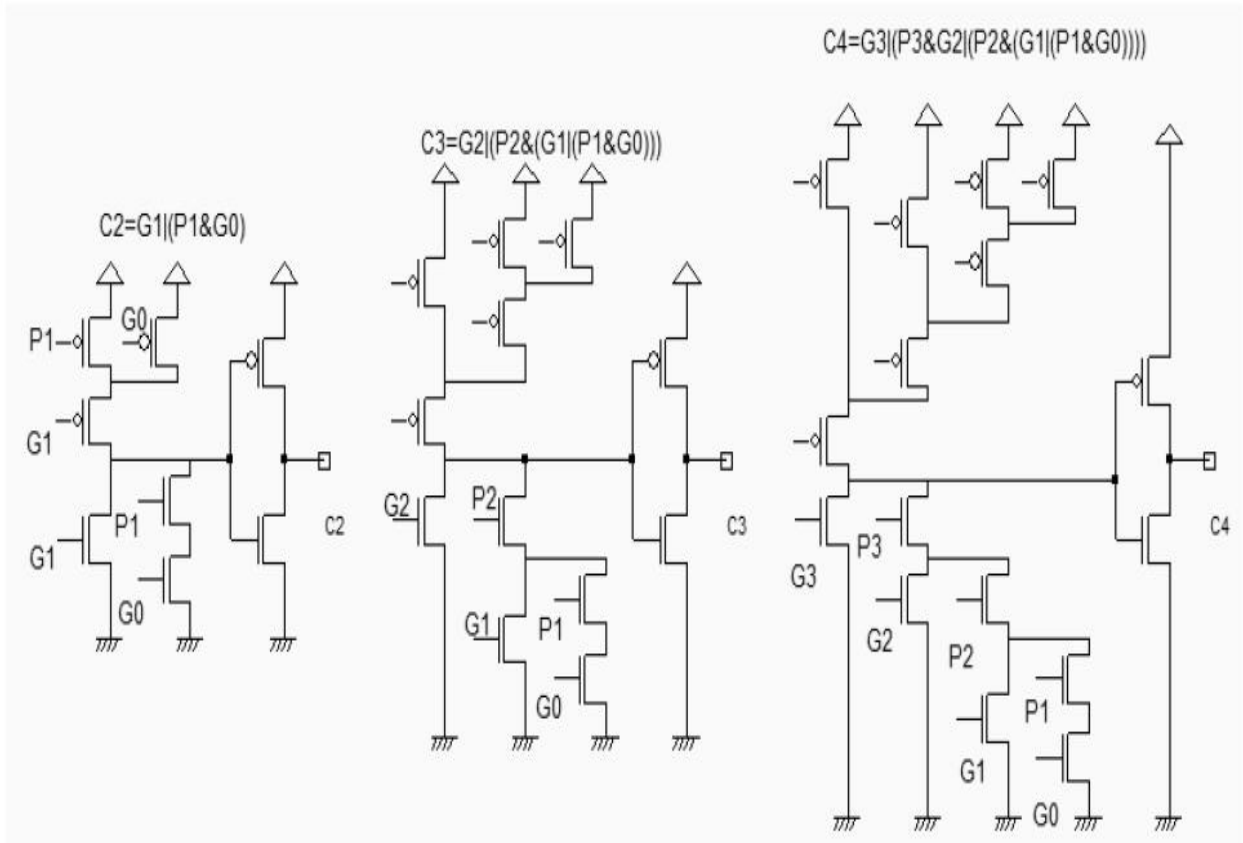 C4=G3|(P3&G2|(P2&(G1|(P1&G0))))
C3=G2|(P2&(G1|(P1&G0)))
C2=G1|(P1&G0)
P1
G0
G1
P1
G1
G0
C2
G2
P2
G1
P1
G0
C3
G3
P3
G2
P2
G1
P1
G0
C4